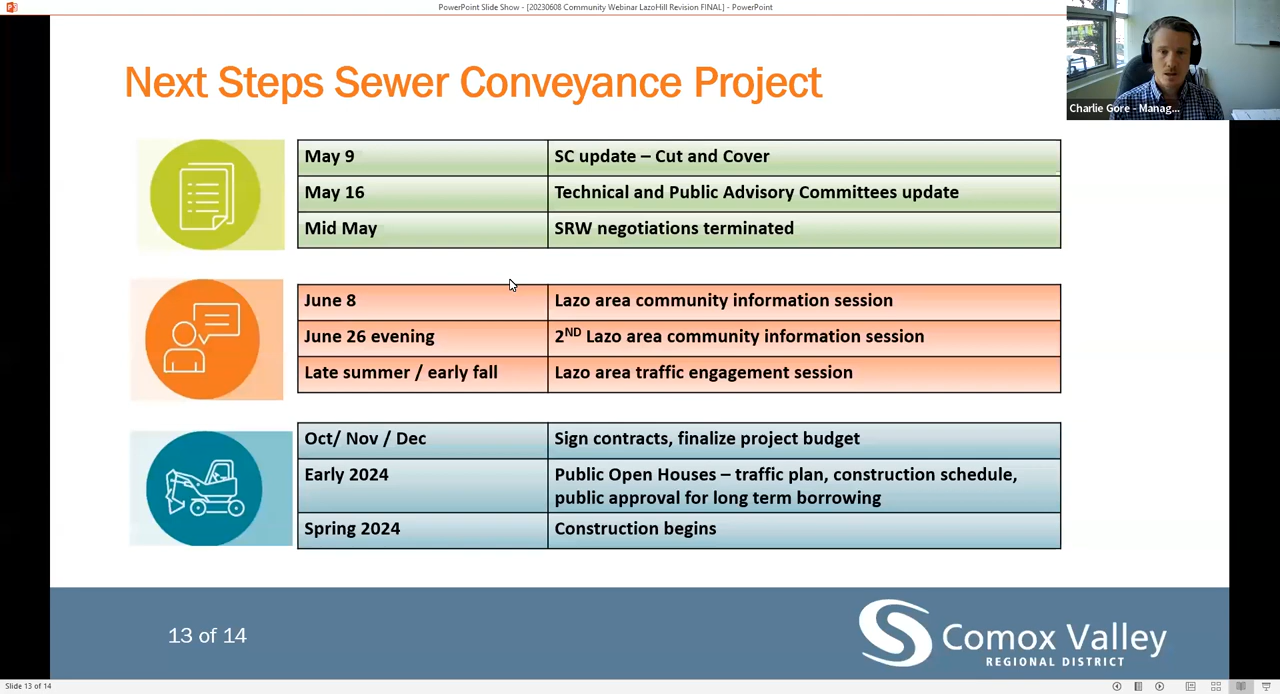 PowerPoint Slide Show - [20230608 Community Webinar LazoHill Revision FINAL] - PowerPoint
Next Steps Sewer Conveyance Project
Charlie Gore - Manag...
May 9 SC update – Cut and Cover
May 16 Technical and Public Advisory Committees update
Mid May SRW negotiations terminated
June 8 Lazo area community information session
June 26 evening 2ND Lazo area community information session
Late summer / early fall Lazo area traffic engagement session
Oct/ Nov / Dec Sign contracts, finalize project budget
Early 2024 Public Open Houses – traffic plan, construction schedule,
public approval for long term borrowing
Spring 2024 Construction begins
13 of 14
Comox Valley
REGIONAL DISTRICT
Slide 13 of 14